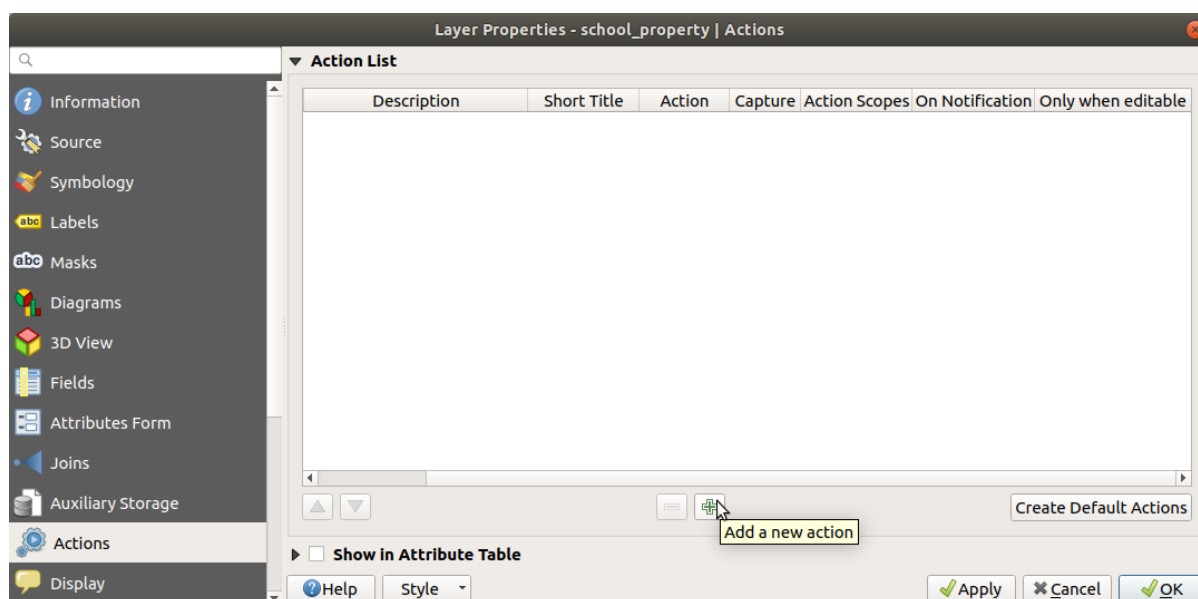 Layer Properties - school_property | Actions
Action List
Information
Source
Symbology
abc Labels
abc Masks
Diagrams
3D View
Fields
Attributes Form
Joins
Auxiliary Storage
Actions
Display
Description Short Title Action Capture Action Scopes On Notification Only when editable
Create Default Actions
Add a new action
Show in Attribute Table
Help Style Apply Cancel OK